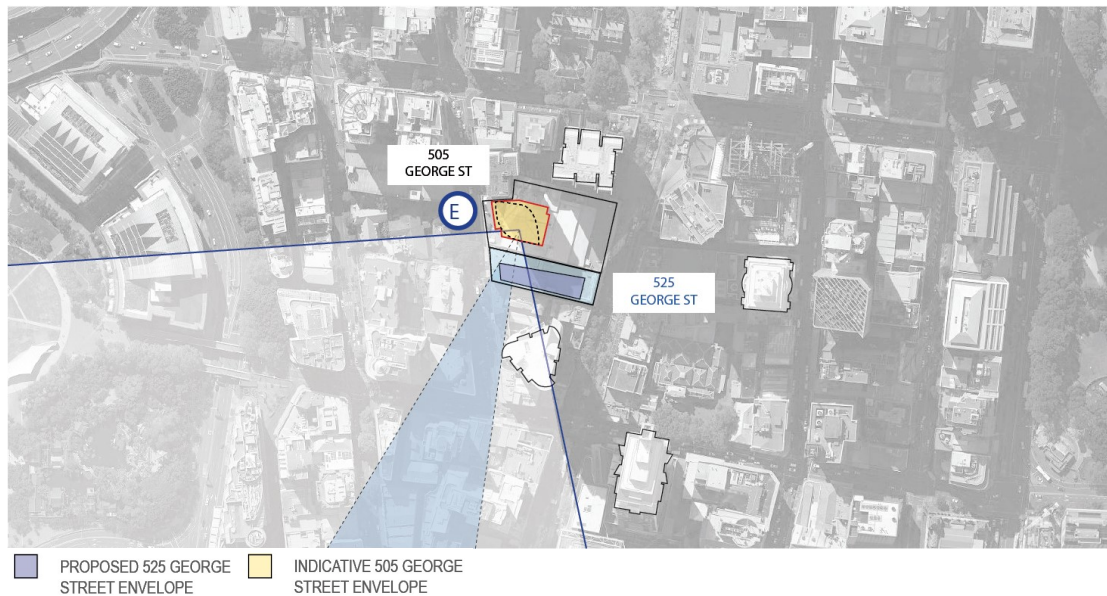 505
GEORGE ST
E
525
GEORGE ST
PROPOSED 525 GEORGE
STREET ENVELOPE
INDICATIVE 505 GEORGE
STREET ENVELOPE